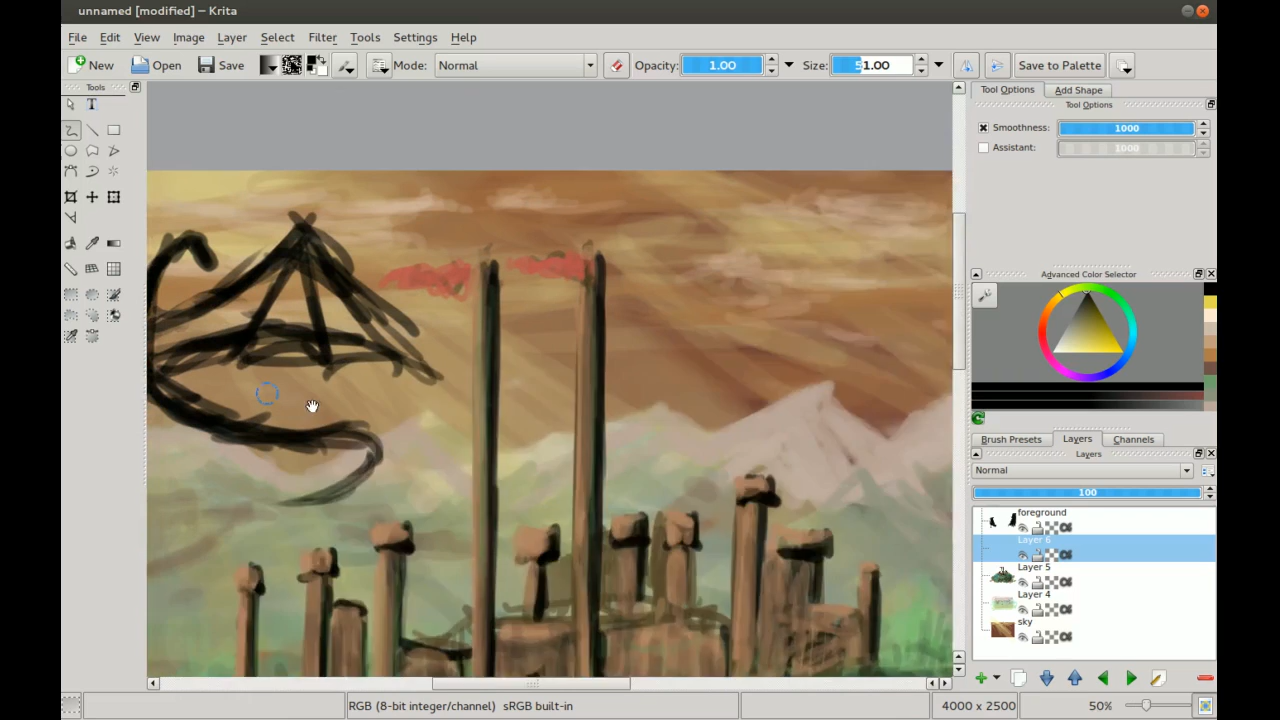 unnamed [modified] – Krita
File Edit View Image Layer Select Filter Tools Settings Help
New Open Save Mode: Normal Opacity: 1.00 Size: 51.00 Save to Palette
Tools
Tool Options Add Shape
Tool Options
Smoothness: 1000
Assistant: 1000
Advanced Color Selector
Brush Presets Layers Channels
Layers
Normal
100
foreground
Layer 6
Layer 5
Layer 4
sky
RGB (8-bit integer/channel) sRGB built-in 4000 x 2500 50%